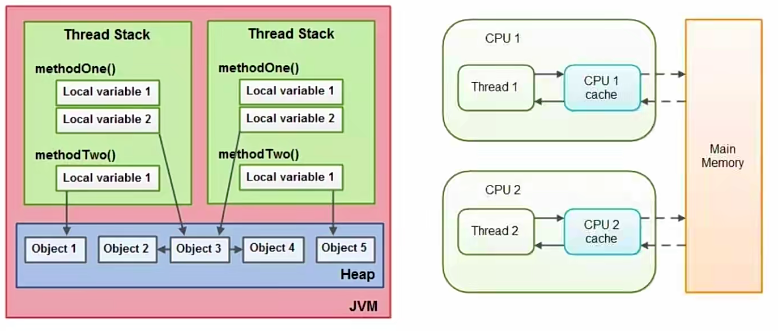 Thread Stack
methodOne()
Local variable 1
Local variable 2
methodTwo()
Local variable 1
Thread Stack
methodOne()
Local variable 1
Local variable 2
methodTwo()
Local variable 1
Object 1
Object 2
Object 3
Object 4
Object 5
Heap
JVM
CPU 1
Thread 1
CPU 1
cache
CPU 2
Thread 2
CPU 2
cache
Main
Memory